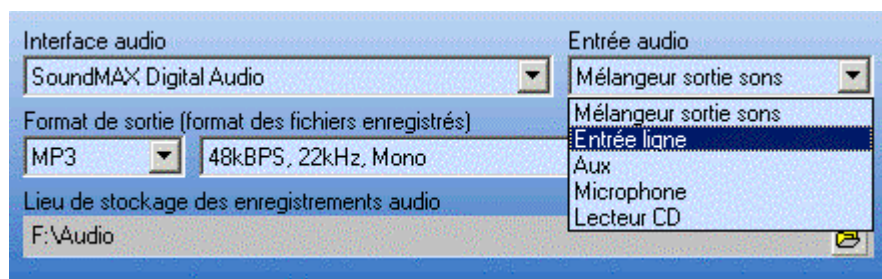 Interface audio
Entrée audio
SoundMAX Digital Audio
Mélangeur sortie sons
Mélangeur sortie sons
Entrée ligne
Aux
Microphone
Lecteur CD
Format de sortie (format des fichiers enregistrés)
MP3
48kBPS, 22kHz, Mono
Lieu de stockage des enregistrements audio
F:\Audio